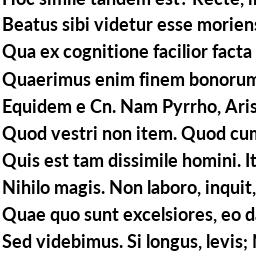 Hoc simile tandem est? Recte, i
Beatus sibi videtur esse moriens
Qua ex cognitione facilior facta
Quaerimus enim finem bonorum
Equidem e Cn. Nam Pyrrho, Aris
Quod vestri non item. Quod cum
Quis est tam dissimile homini. It
Nihilo magis. Non laboro, inquit,
Quae quo sunt excelsiores, eo d
Sed videbimus. Si longus, levis;